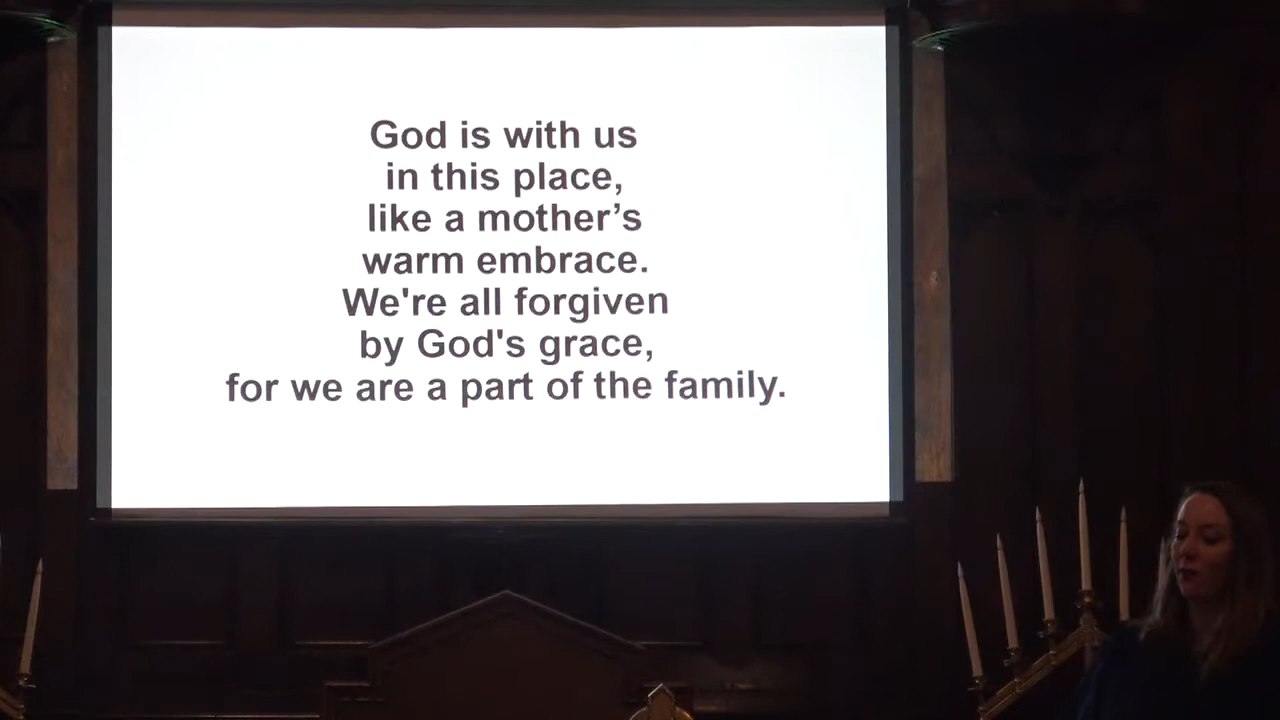 God is with us
in this place,
like a mother’s
warm embrace.
We're all forgiven
by God's grace,
for we are a part of the family.